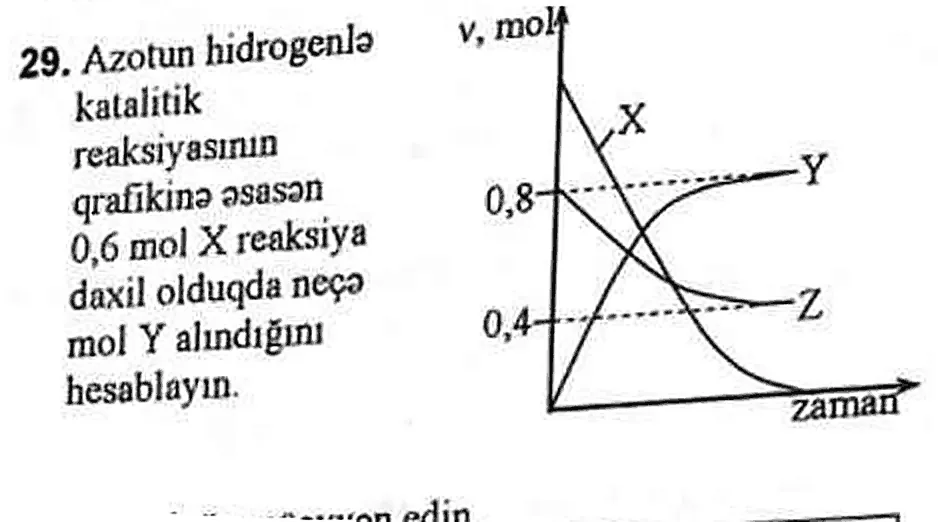 29. Azotun hidrogenlə
katalitik
reaksiyasının
qrafikinə əsasən
0,6 mol X reaksiya
daxil olduqda neçə
mol Y alındığını
hesablayın.
ν, mol
X
Y
0,8
Z
0,4
zaman
edin